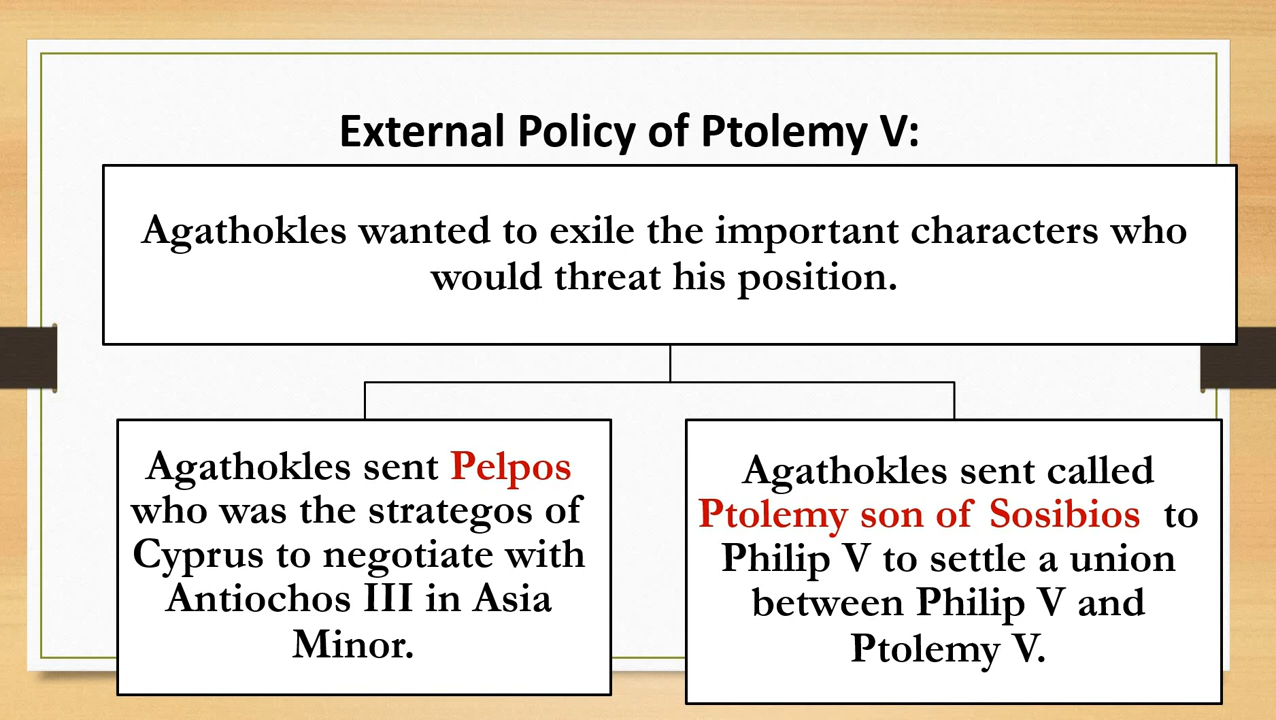 External Policy of Ptolemy V:
Agathokles wanted to exile the important characters who
would threat his position.
Agathokles sent Pelpos
who was the strategos of
Cyprus to negotiate with
Antiochos III in Asia
Minor.
Agathokles sent called
Ptolemy son of Sosibios to
Philip V to settle a union
between Philip V and
Ptolemy V.